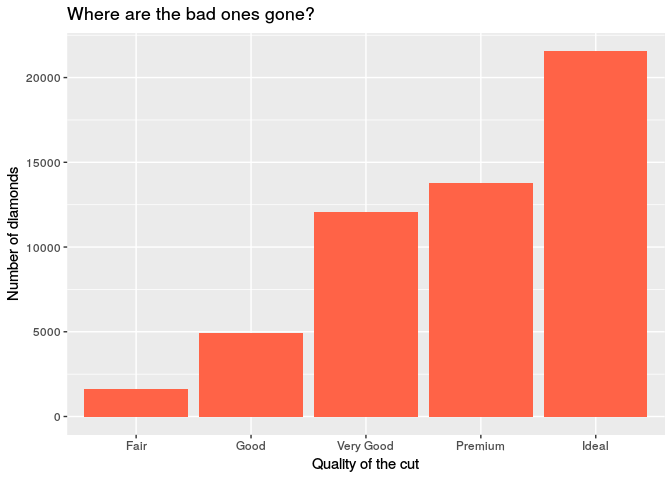 Where are the bad ones gone?
20000
15000
10000
5000
0
Number of diamonds
Fair Good Very Good Premium Ideal
Quality of the cut